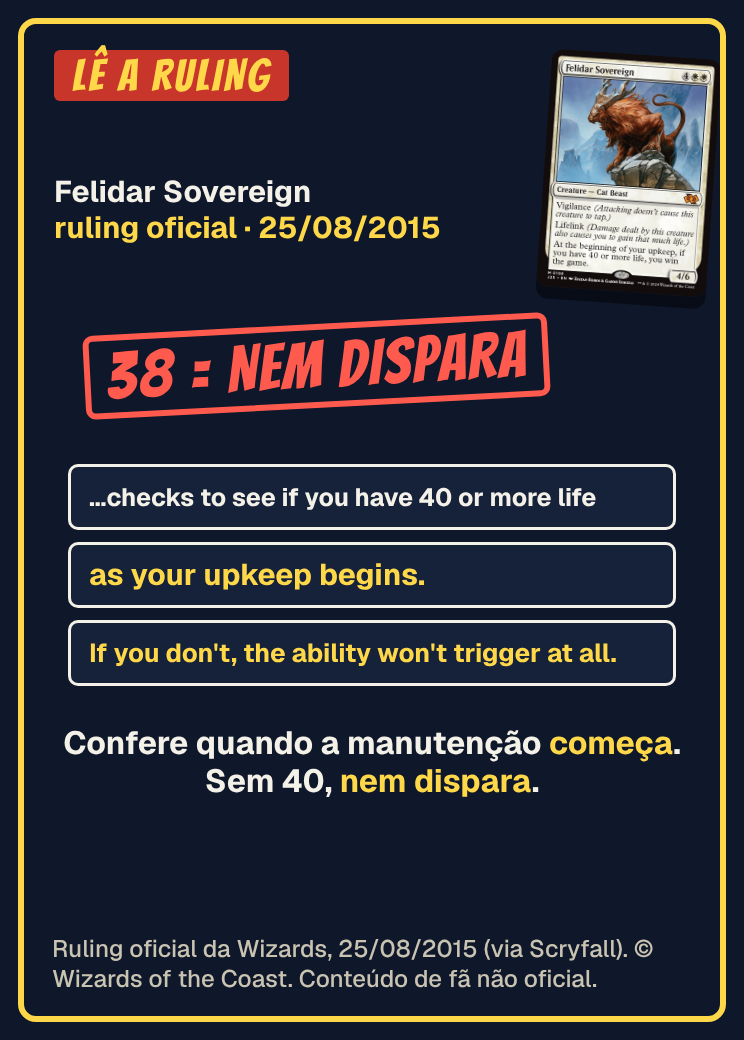 LÊ A RULING
Felidar Sovereign
ruling oficial · 25/08/2015
Felidar Sovereign
4
Creature — Cat Beast
Vigilance (Attacking doesn't cause this
creature to tap.)
Lifelink (Damage dealt by this creature
also causes you to gain that much life.)
At the beginning of your upkeep, if
you have 40 or more life, you win
the game.
4/6
38 = NEM DISPARA
...checks to see if you have 40 or more life
as your upkeep begins.
If you don't, the ability won't trigger at all.
Confere quando a manutenção começa.
Sem 40, nem dispara.
Ruling oficial da Wizards, 25/08/2015 (via Scryfall). ©
Wizards of the Coast. Conteúdo de fã não oficial.